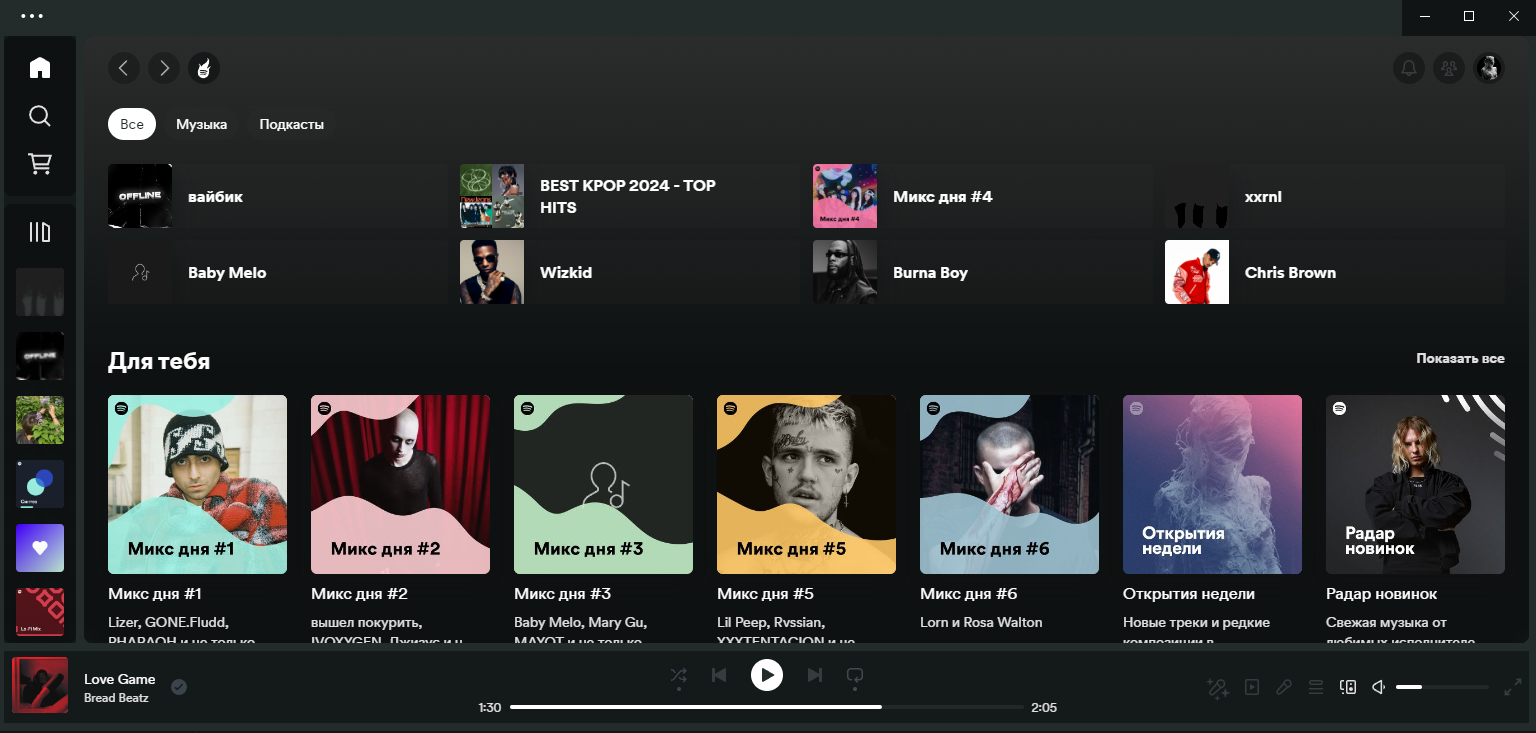 Все
Музыка
Подкасты
OFFLINE
вайбик
BEST KPOP 2024 - TOP
HITS
NewJeans
Микс дня #4
Микс дня #4
xxrnl
Baby Melo
Wizkid
Burna Boy
Chris Brown
OFFLINE
Lo-Fi Mix
Для тебя
Показать все
Микс дня #1
Микс дня #2
Микс дня #3
Микс дня #5
Микс дня #6
Открытия
недели
Радар
новинок
Микс дня #1
Lizer, GONE.Fludd,
PHARAOH и не только
Микс дня #2
вышел покурить,
IVOXYGEN, Джизус и н
Микс дня #3
Baby Melo, Mary Gu,
MAYOT и не только
Микс дня #5
Lil Peep, Rvssian,
XXXTENTACION и не
Микс дня #6
Lorn и Rosa Walton
Открытия недели
Новые треки и редкие
композиции в
Радар новинок
Свежая музыка от
любимых исполнителе
Love Game
Bread Beatz
1:30
2:05